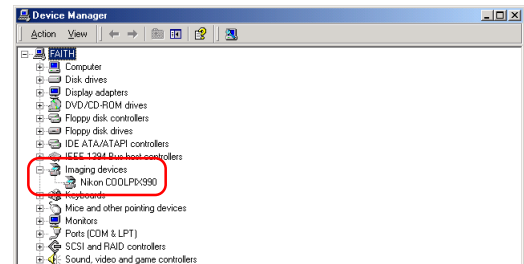 Device Manager
Action View
FAITH
Computer
Disk drives
Display adapters
DVD/CD-ROM drives
Floppy disk controllers
Floppy disk drives
IDE ATA/ATAPI controllers
IEEE 1394 Bus host controllers
Imaging devices
Nikon COOLPIX990
Keyboards
Mice and other pointing devices
Monitors
Ports (COM & LPT)
SCSI and RAID controllers
Sound, video and game controllers